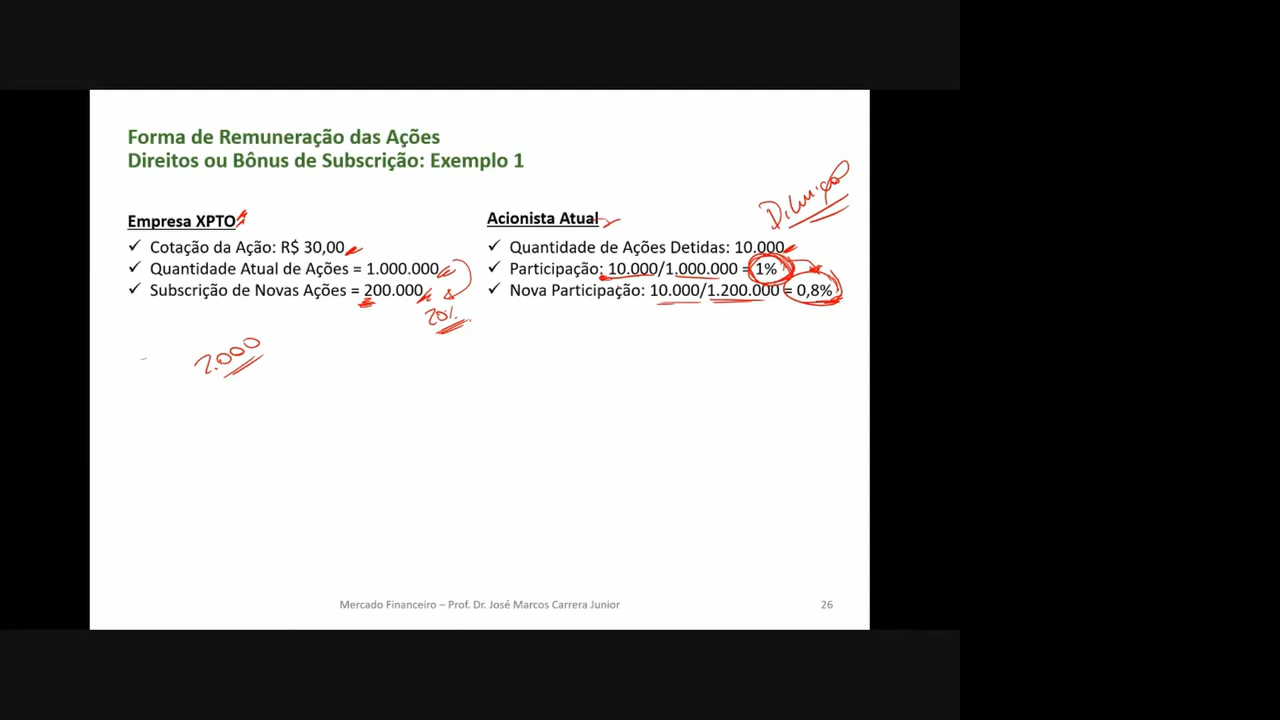 Forma de Remuneração das Ações
Direitos ou Bônus de Subscrição: Exemplo 1
Diluição
Empresa XPTO
✓ Cotação da Ação: R$ 30,00
✓ Quantidade Atual de Ações = 1.000.000
✓ Subscrição de Novas Ações = 200.000
20%
2.000
Acionista Atual
✓ Quantidade de Ações Detidas: 10.000
✓ Participação: 10.000/1.000.000 = 1%
✓ Nova Participação: 10.000/1.200.000 = 0,8%
Mercado Financeiro – Prof. Dr. José Marcos Carrera Junior
26